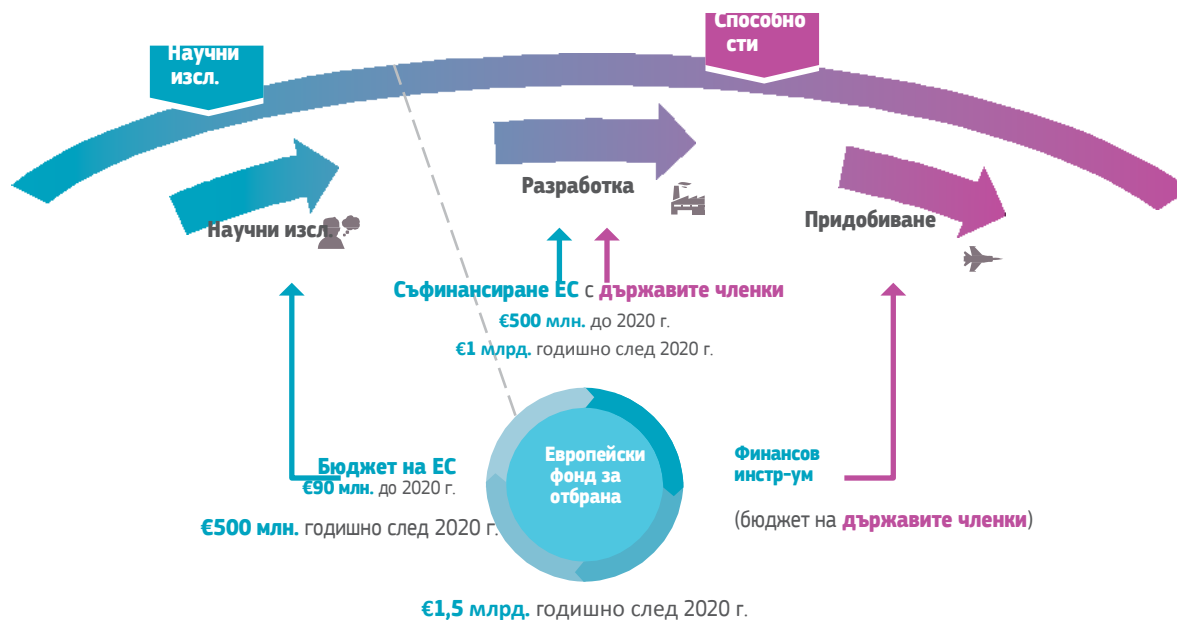 Научни
изсл.
Способно
сти
Разработка
Научни изсл.
Придобиване
Съфинансиране ЕС с държавите членки
€500 млн. до 2020 г.
€1 млрд. годишно след 2020 г.
Европейски
фонд за
отбрана
Бюджет на ЕС
€90 млн. до 2020 г.
€500 млн. годишно след 2020 г.
Финансов
инстр-ум
(бюджет на държавите членки)
€1,5 млрд. годишно след 2020 г.